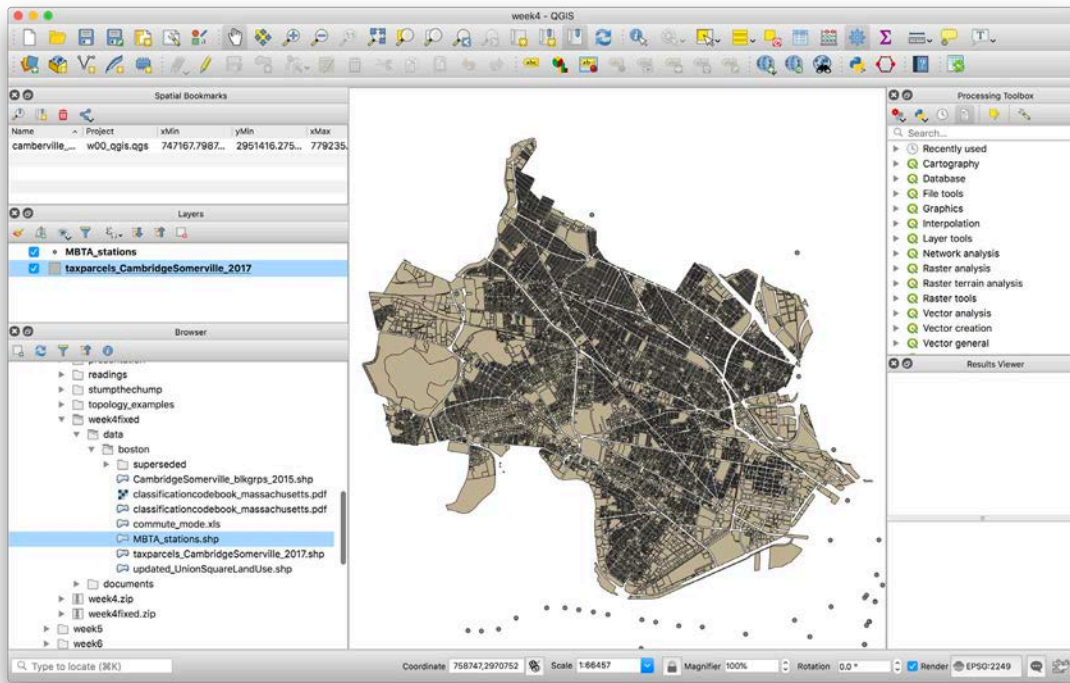 week4 - QGIS
Spatial Bookmarks
Name Project xMin yMin xMax
camberville_... w00_qgis.qgs 747167.7987... 2951416.275... 779235.
Layers
MBTA_stations
taxparcels_CambridgeSomerville_2017
Browser
presentation
readings
stumpthechump
topology_examples
week4fixed
data
boston
superseded
CambridgeSomerville_blkgrps_2015.shp
classificationcodebook_massachusetts.pdf
classificationcodebook_massachusetts.pdf
commute_mode.xls
MBTA_stations.shp
taxparcels_CambridgeSomerville_2017.shp
updated_UnionSquareLandUse.shp
documents
week4.zip
week4fixed.zip
week5
week6
Processing Toolbox
Search...
Recently used
Cartography
Database
File tools
Graphics
Interpolation
Layer tools
Network analysis
Raster analysis
Raster terrain analysis
Raster tools
Vector analysis
Vector creation
Vector general
Results Viewer
Type to locate (⌘K)
Coordinate 758747,2970752 Scale 1:66457 Magnifier 100% Rotation 0.0 ° Render EPSG:2249